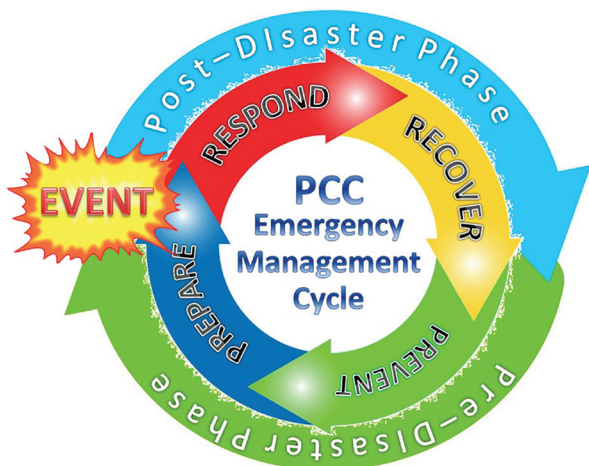 Post-DIsaster Phase
RESPOND
RECOVER
EVENT
PCC
Emergency
Management
Cycle
PREPARE
PREVENT
Pre-DIsaster Phase